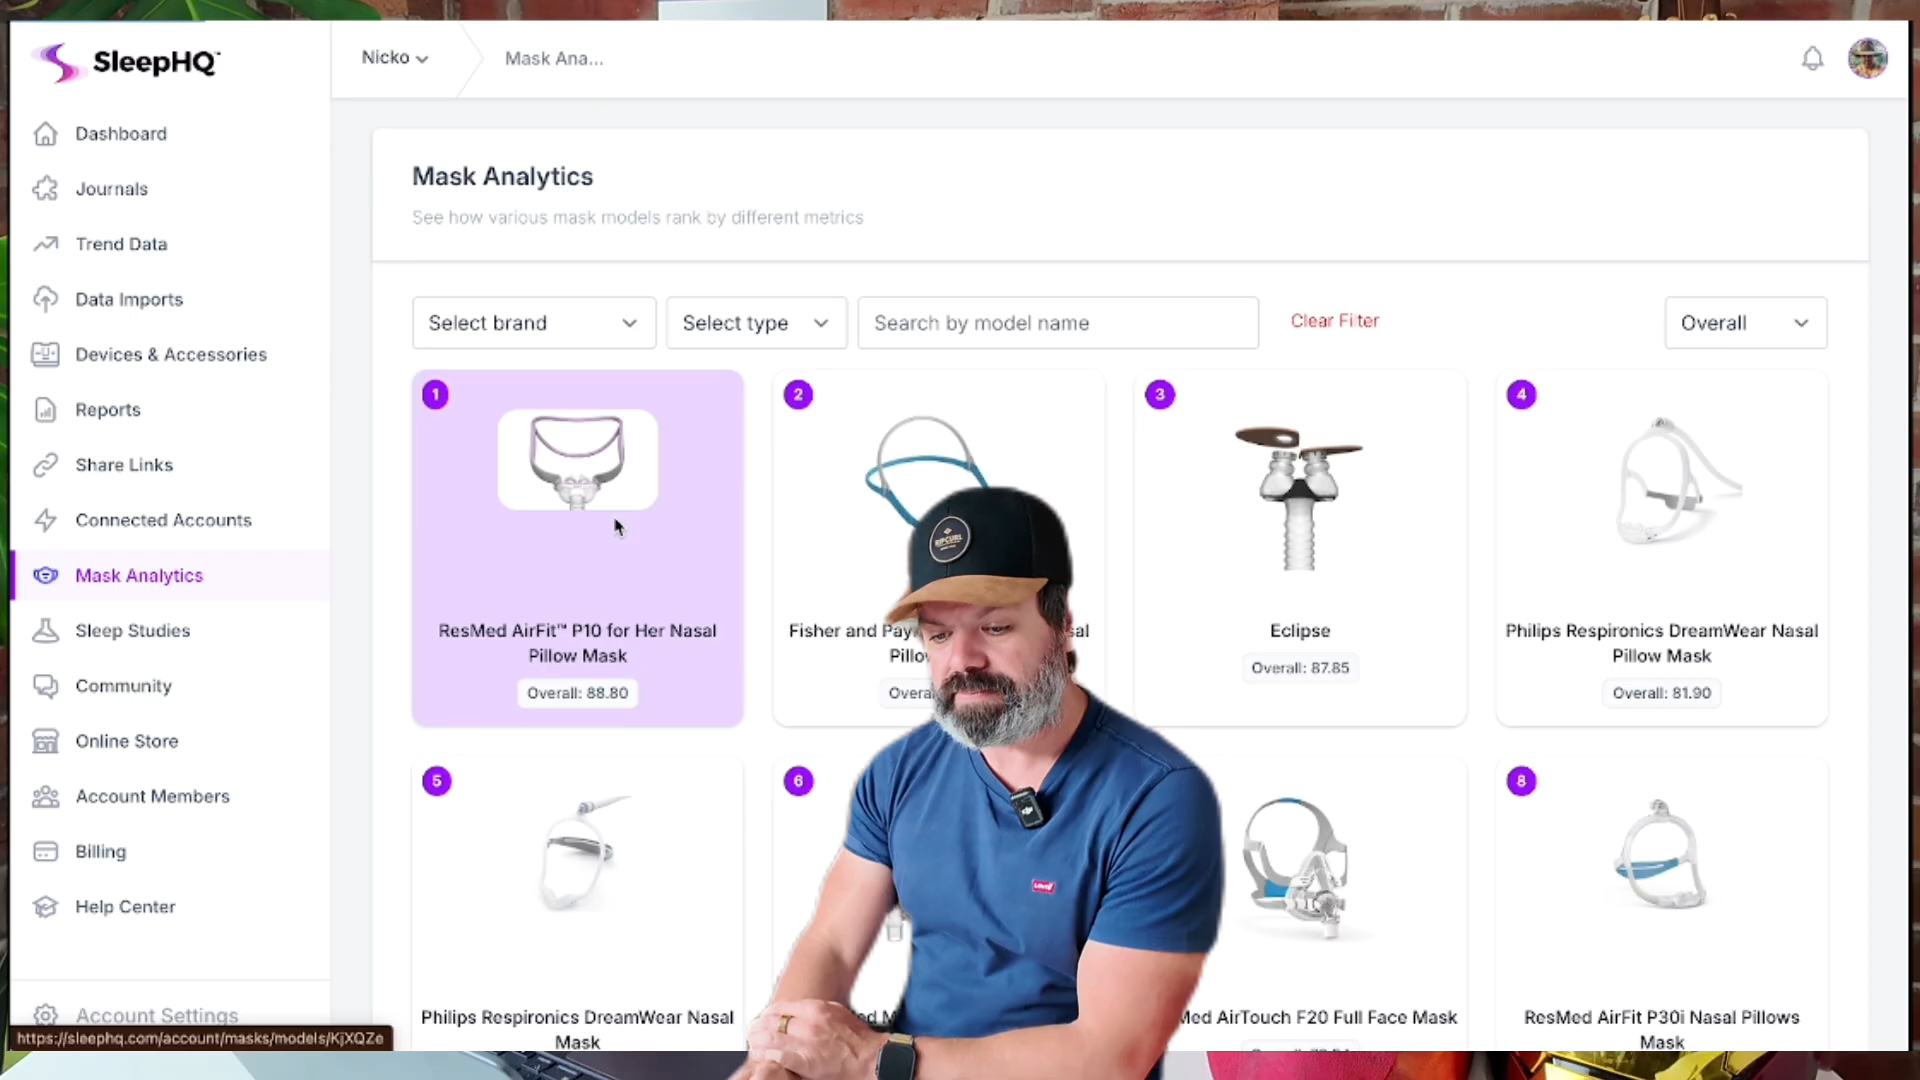 SleepHQ
Nicko
Mask Ana...
Dashboard
Journals
Trend Data
Data Imports
Devices & Accessories
Reports
Share Links
Connected Accounts
Mask Analytics
Sleep Studies
Community
Online Store
Account Members
Billing
Help Center
Account Settings
https://sleephq.com/account/masks/models/KjXQZe
Mask Analytics
See how various mask models rank by different metrics
Select brand
Select type
Search by model name
Clear Filter
Overall
1
2
3
4
ResMed AirFit™ P10 for Her Nasal
Pillow Mask
Overall: 88.80
Fisher and
Eclipse
Overall: 87.85
Philips Respironics DreamWear Nasal
Pillow Mask
Overall: 81.90
RIPCURL
5
6
8
Levi's
Philips Respironics DreamWear Nasal
Mask
AirTouch F20 Full Face Mask
ResMed AirFit P30i Nasal Pillows
Mask